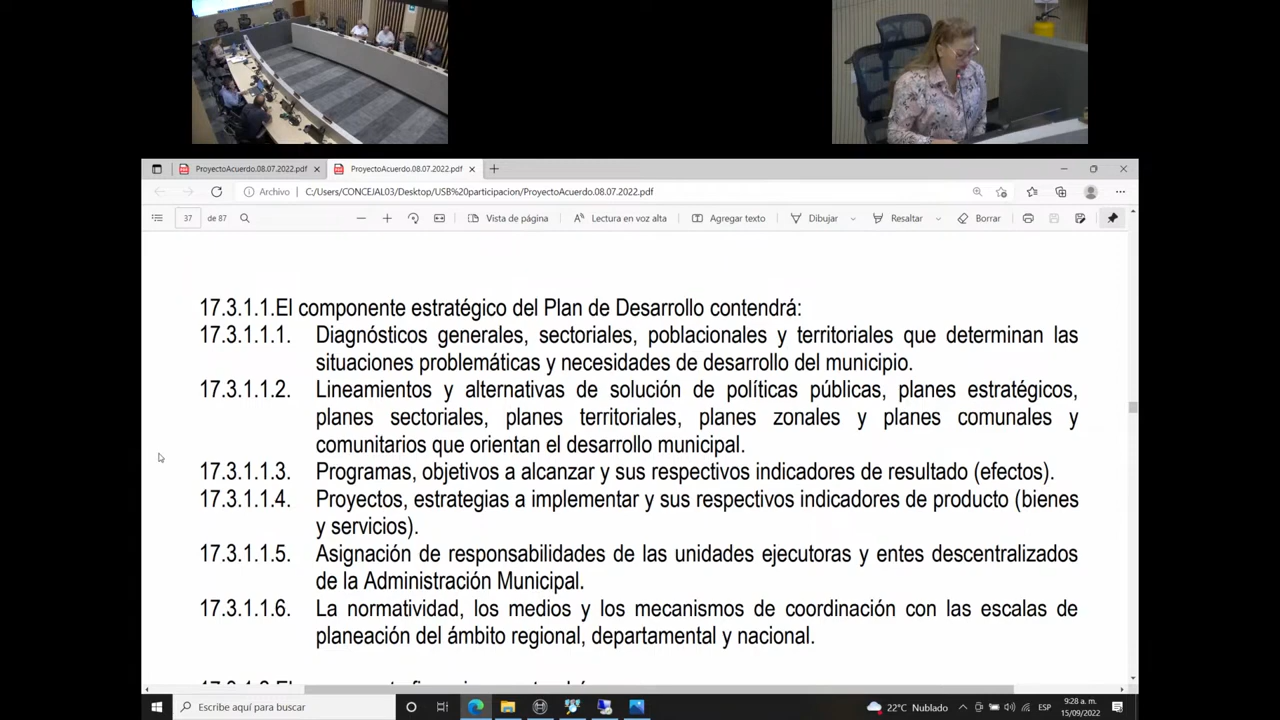 ProyectoAcuerdo.08.07.2022.pdf
ProyectoAcuerdo.08.07.2022.pdf
Archivo
C:/Users/CONCEJAL03/Desktop/USB%20participacion/ProyectoAcuerdo.08.07.2022.pdf
37 de 87
Vista de página
Lectura en voz alta
Agregar texto
Dibujar
Resaltar
Borrar
17.3.1.1.El componente estratégico del Plan de Desarrollo contendrá:
17.3.1.1.1. Diagnósticos generales, sectoriales, poblacionales y territoriales que determinan las
situaciones problemáticas y necesidades de desarrollo del municipio.
17.3.1.1.2. Lineamientos y alternativas de solución de políticas públicas, planes estratégicos,
planes sectoriales, planes territoriales, planes zonales y planes comunales y
comunitarios que orientan el desarrollo municipal.
17.3.1.1.3. Programas, objetivos a alcanzar y sus respectivos indicadores de resultado (efectos).
17.3.1.1.4. Proyectos, estrategias a implementar y sus respectivos indicadores de producto (bienes
y servicios).
17.3.1.1.5. Asignación de responsabilidades de las unidades ejecutoras y entes descentralizados
de la Administración Municipal.
17.3.1.1.6. La normatividad, los medios y los mecanismos de coordinación con las escalas de
planeación del ámbito regional, departamental y nacional.
Escribe aquí para buscar
22°C Nublado
ESP
9:28 a. m.
15/09/2022